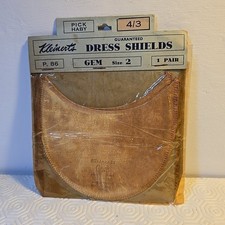 PICK HABY
4/3
Kleinert's
GUARANTEED
DRESS SHIELDS
P. 86
GEM Size 2
1 PAIR